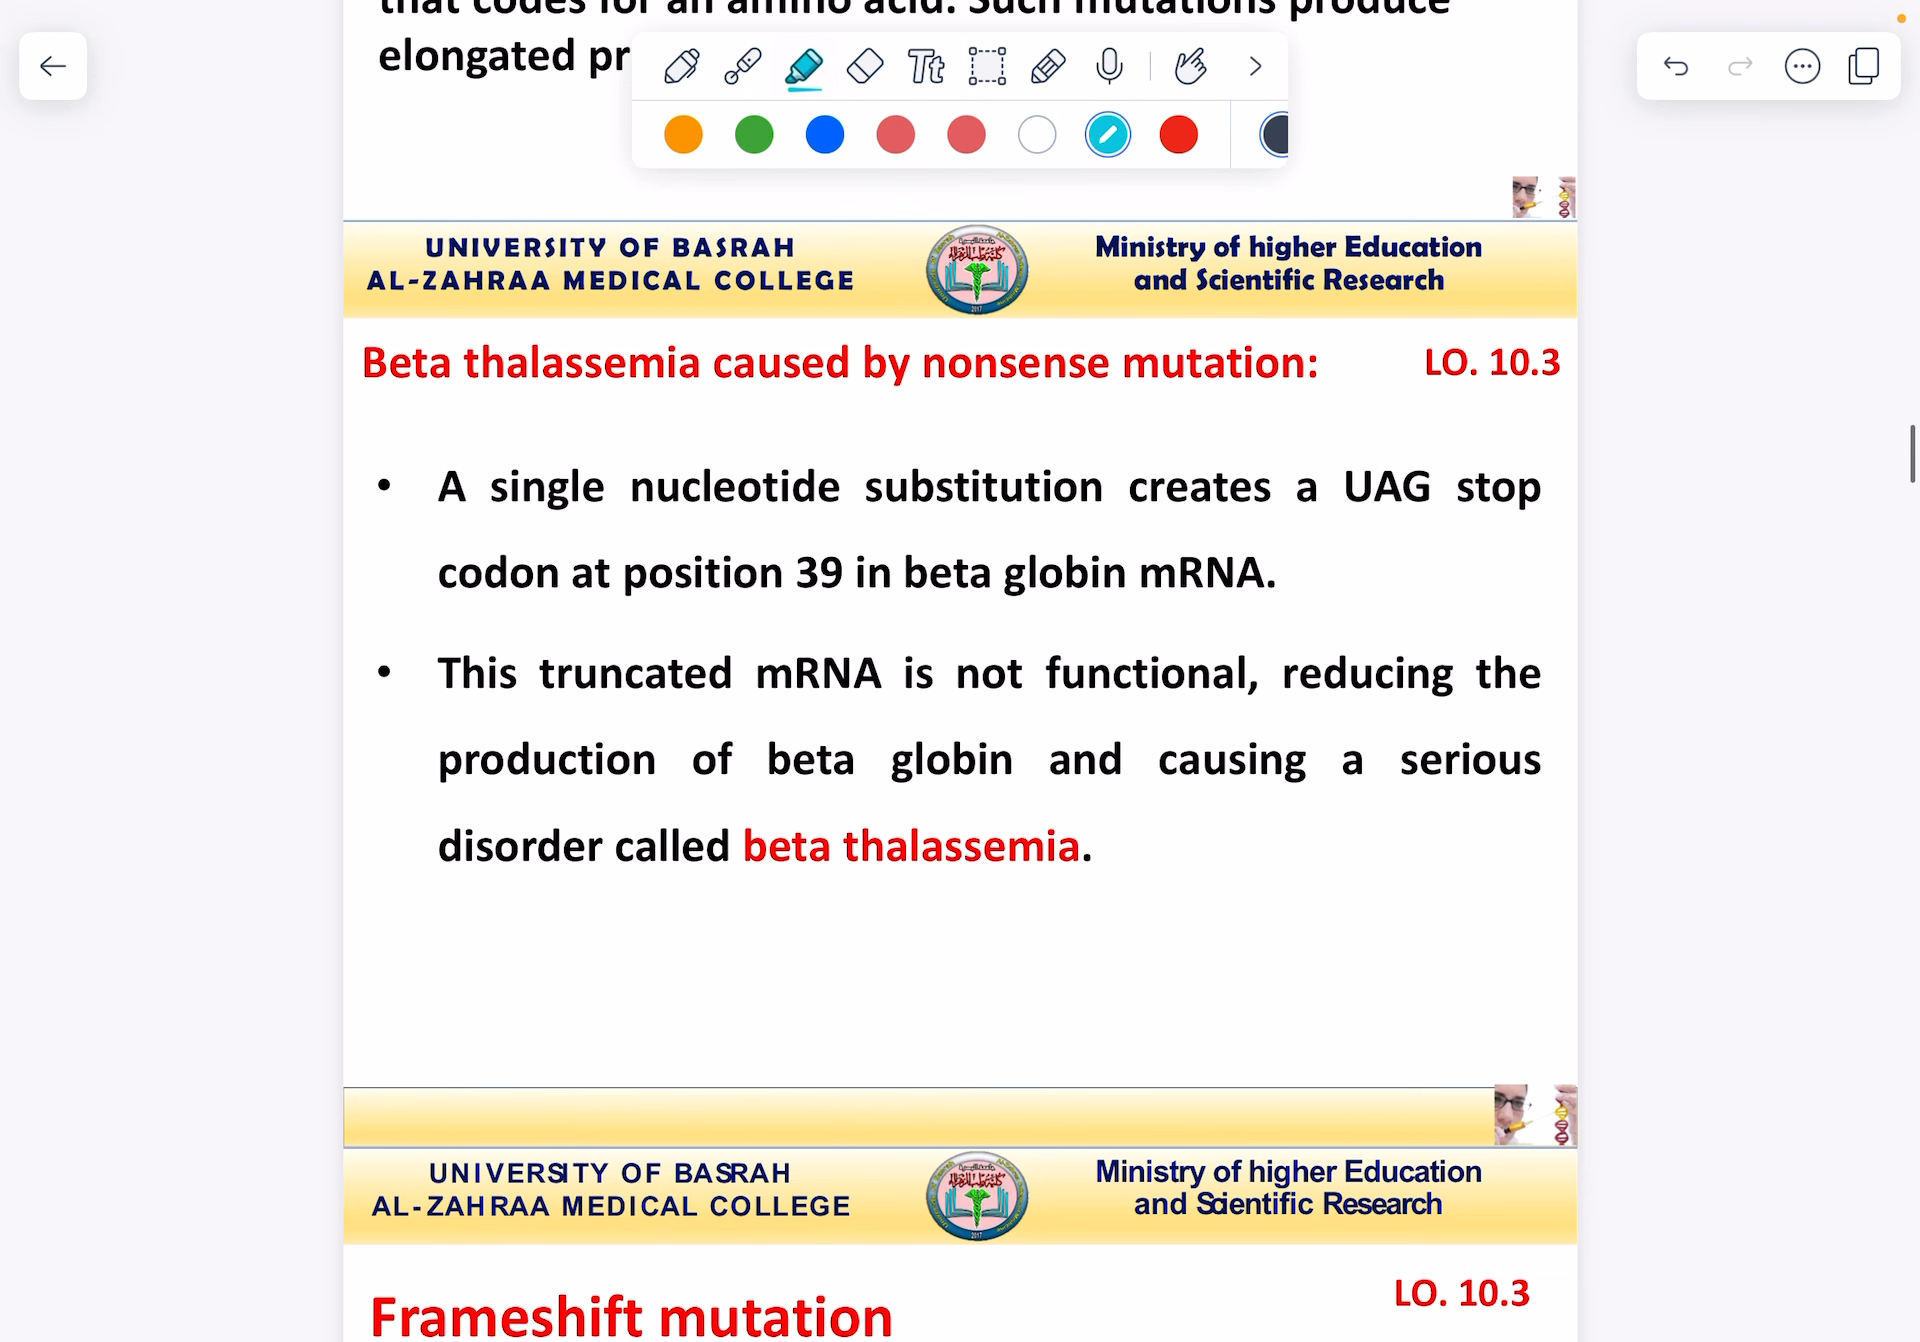 elongated pr
Tt
UNIVERSITY OF BASRAH
AL-ZAHRAA MEDICAL COLLEGE
Ministry of higher Education
and Scientific Research
2017
Beta thalassemia caused by nonsense mutation:
LO. 10.3
• A single nucleotide substitution creates a UAG stop
codon at position 39 in beta globin mRNA.
• This truncated mRNA is not functional, reducing the
production of beta globin and causing a serious
disorder called beta thalassemia.
UNIVERSITY OF BASRAH
AL-ZAHRAA MEDICAL COLLEGE
Ministry of higher Education
and Scientific Research
2017
Frameshift mutation
LO. 10.3